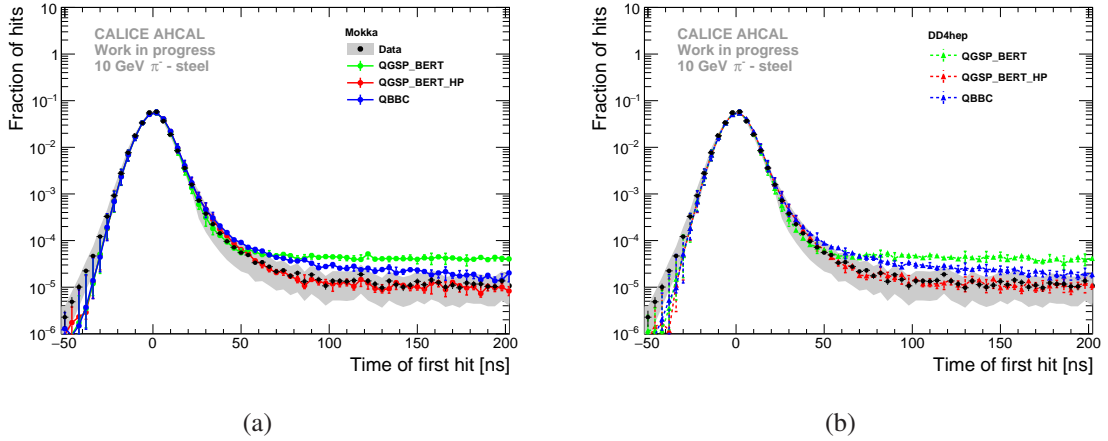 CALICE AHCAL
Work in progress
10 GeV π⁻ - steel
Mokka
Data
QGSP_BERT
QGSP_BERT_HP
QBBC
Fraction of hits
1
10⁻¹
10⁻²
10⁻³
10⁻⁴
10⁻⁵
10⁻⁶
−50 0 50 100 150 200
Time of first hit [ns]
(a)
CALICE AHCAL
Work in progress
10 GeV π⁻ - steel
DD4hep
QGSP_BERT
QGSP_BERT_HP
QBBC
Fraction of hits
1
10⁻¹
10⁻²
10⁻³
10⁻⁴
10⁻⁵
10⁻⁶
−50 0 50 100 150 200
Time of first hit [ns]
(b)